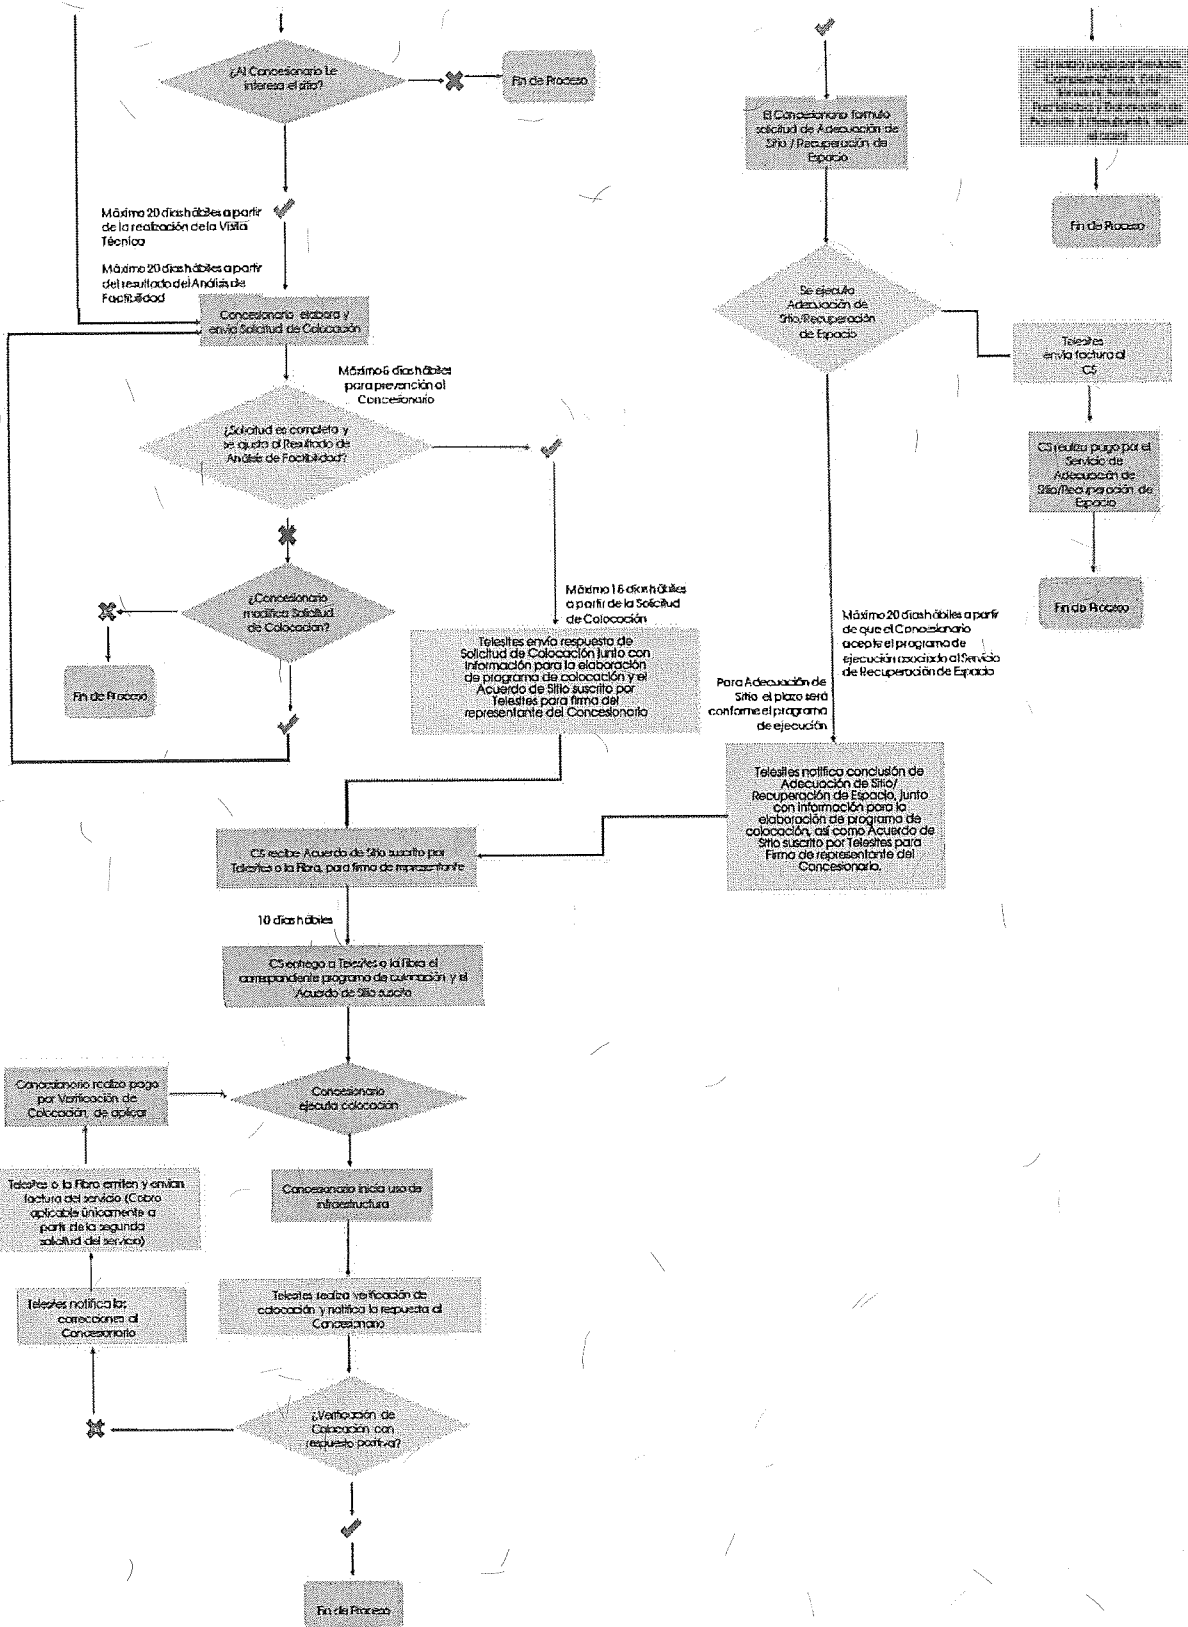 ¿Al Concesionario Le
interesa el sitio?
Fin de Proceso
Máximo 20 días hábiles a partir
de la realización de la Visita
Técnica
Máximo 20 días hábiles a partir
del resultado del Análisis de
Factibilidad
Concesionario elabora y
envía Solicitud de Colocación
Máximo 5 días hábiles
para prevención al
Concesionario
¿Solicitud es completa y
se ajusta al Resultado de
Análisis de Factibilidad?
¿Concesionario
modifica Solicitud
de Colocación?
Fin de Proceso
Máximo 15 días hábiles
a partir de la Solicitud
de Colocación
Telesites envía respuesta de
Solicitud de Colocación junto con
información para la elaboración
de programa de colocación y el
Acuerdo de Sitio suscrito por
Telesites para firma del
representante del Concesionario
El Concesionario formula
solicitud de Adecuación de
Sitio / Recuperación de
Espacio
Se ejecuta
Adecuación de
Sitio/Recuperación
de Espacio
Fin de Proceso
Telesites
envía factura al
CS
CS realiza pago por el
Servicio de
Adecuación de
Sitio/Recuperación de
Espacio
Fin de Proceso
Máximo 20 días hábiles a partir
de que el Concesionario
acepte el programa de
ejecución asociado al Servicio
de Recuperación de Espacio
Para Adecuación de
Sitio el plazo será
conforme el programa
de ejecución
Telesites notifica conclusión de
Adecuación de Sitio/
Recuperación de Espacio, junto
con información para la
elaboración de programa de
colocación, así como Acuerdo de
Sitio suscrito por Telesites para
Firma de representante del
Concesionario.
CS recibe Acuerdo de Sitio suscrito por
Telesites o la Fibra, para firma de representante
10 días hábiles
CS entrega a Telesites o la Fibra el
correspondiente programa de colocación y el
Acuerdo de Sitio suscrito
Concesionario
ejecuta colocación
Concesionario realiza pago
por Verificación de
Colocación, de aplicar
Telesites o la Fibra emiten y envían
factura del servicio (Cobro
aplicable únicamente a
partir de la segunda
solicitud del servicio)
Telesites notifica las
correcciones al
Concesionario
Concesionario inicia uso de
infraestructura
Telesites realiza verificación de
colocación y notifica la respuesta al
Concesionario
¿Verificación de
Colocación con
respuesta positiva?
Fin de Proceso